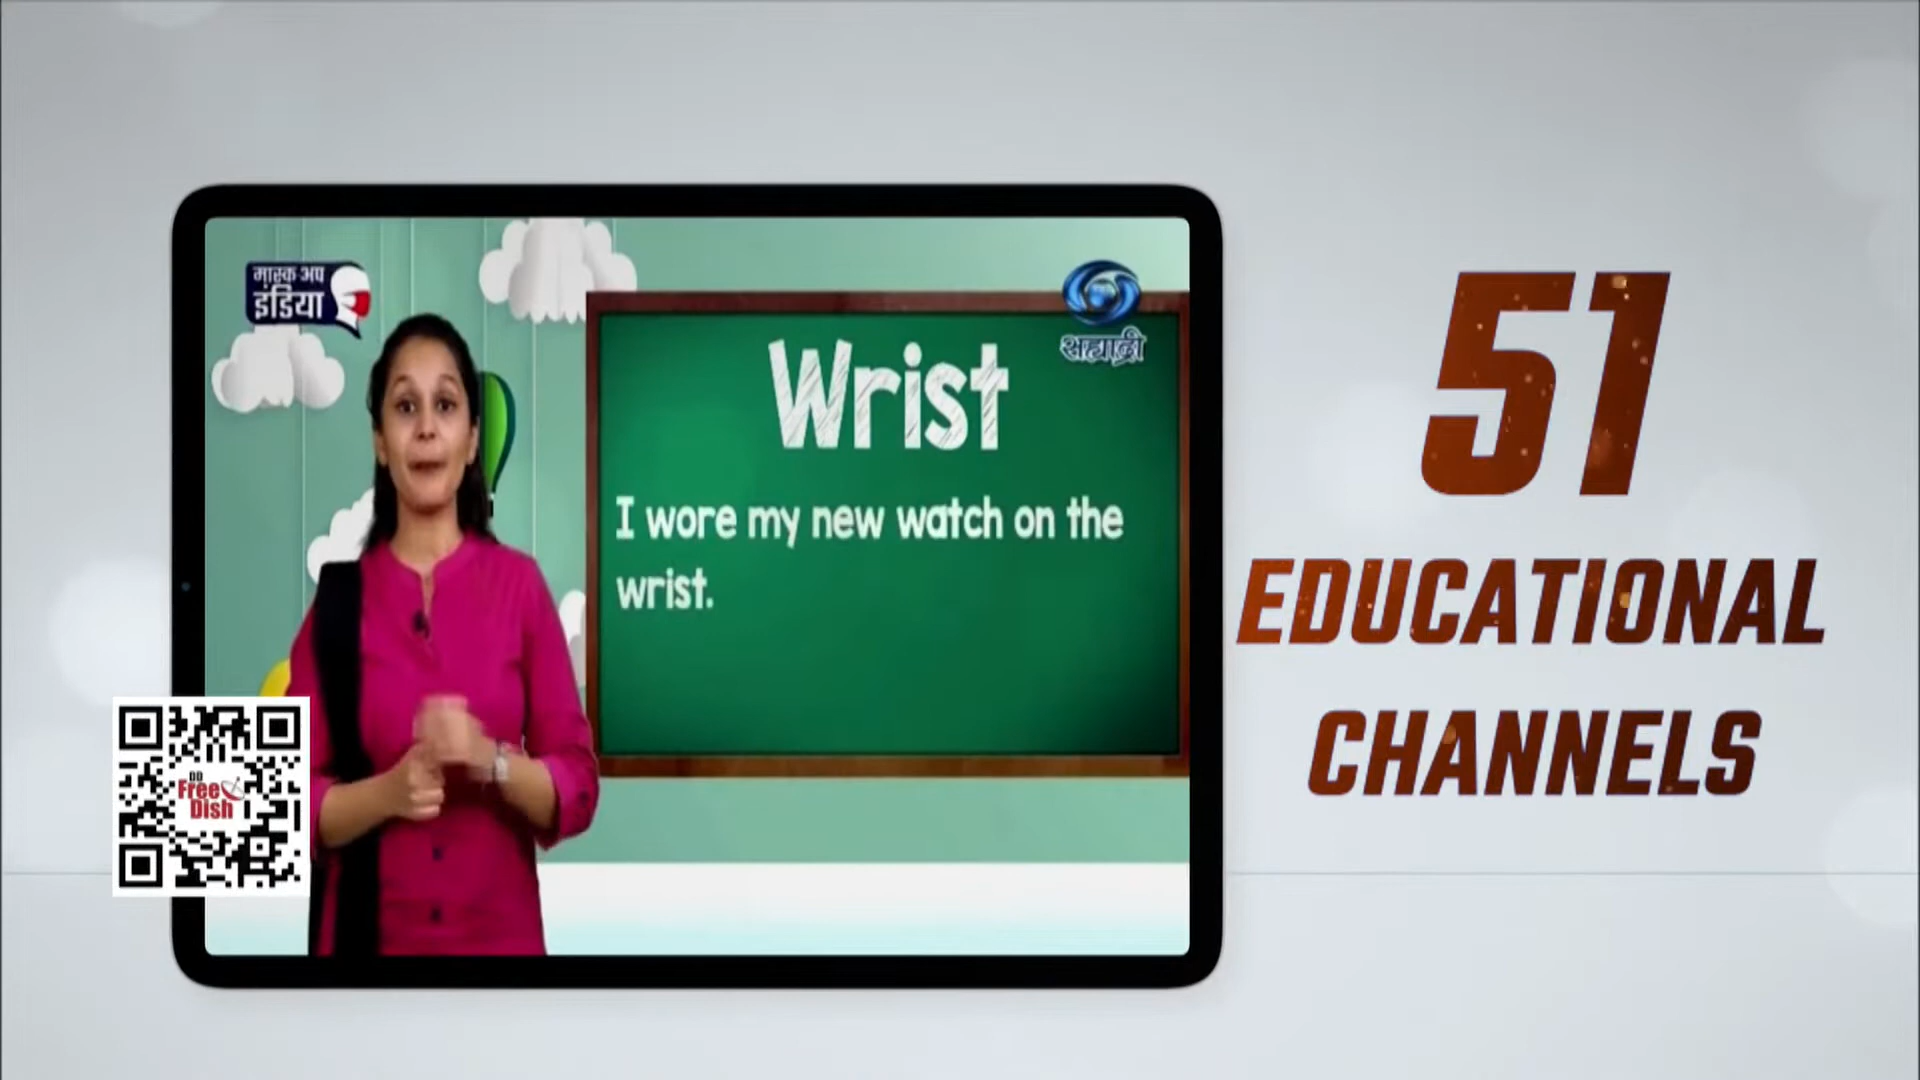 मास्क अप
इंडिया
सह्याद्री
Wrist
I wore my new watch on the
wrist.
DD
Free
Dish
51
EDUCATIONAL
CHANNELS